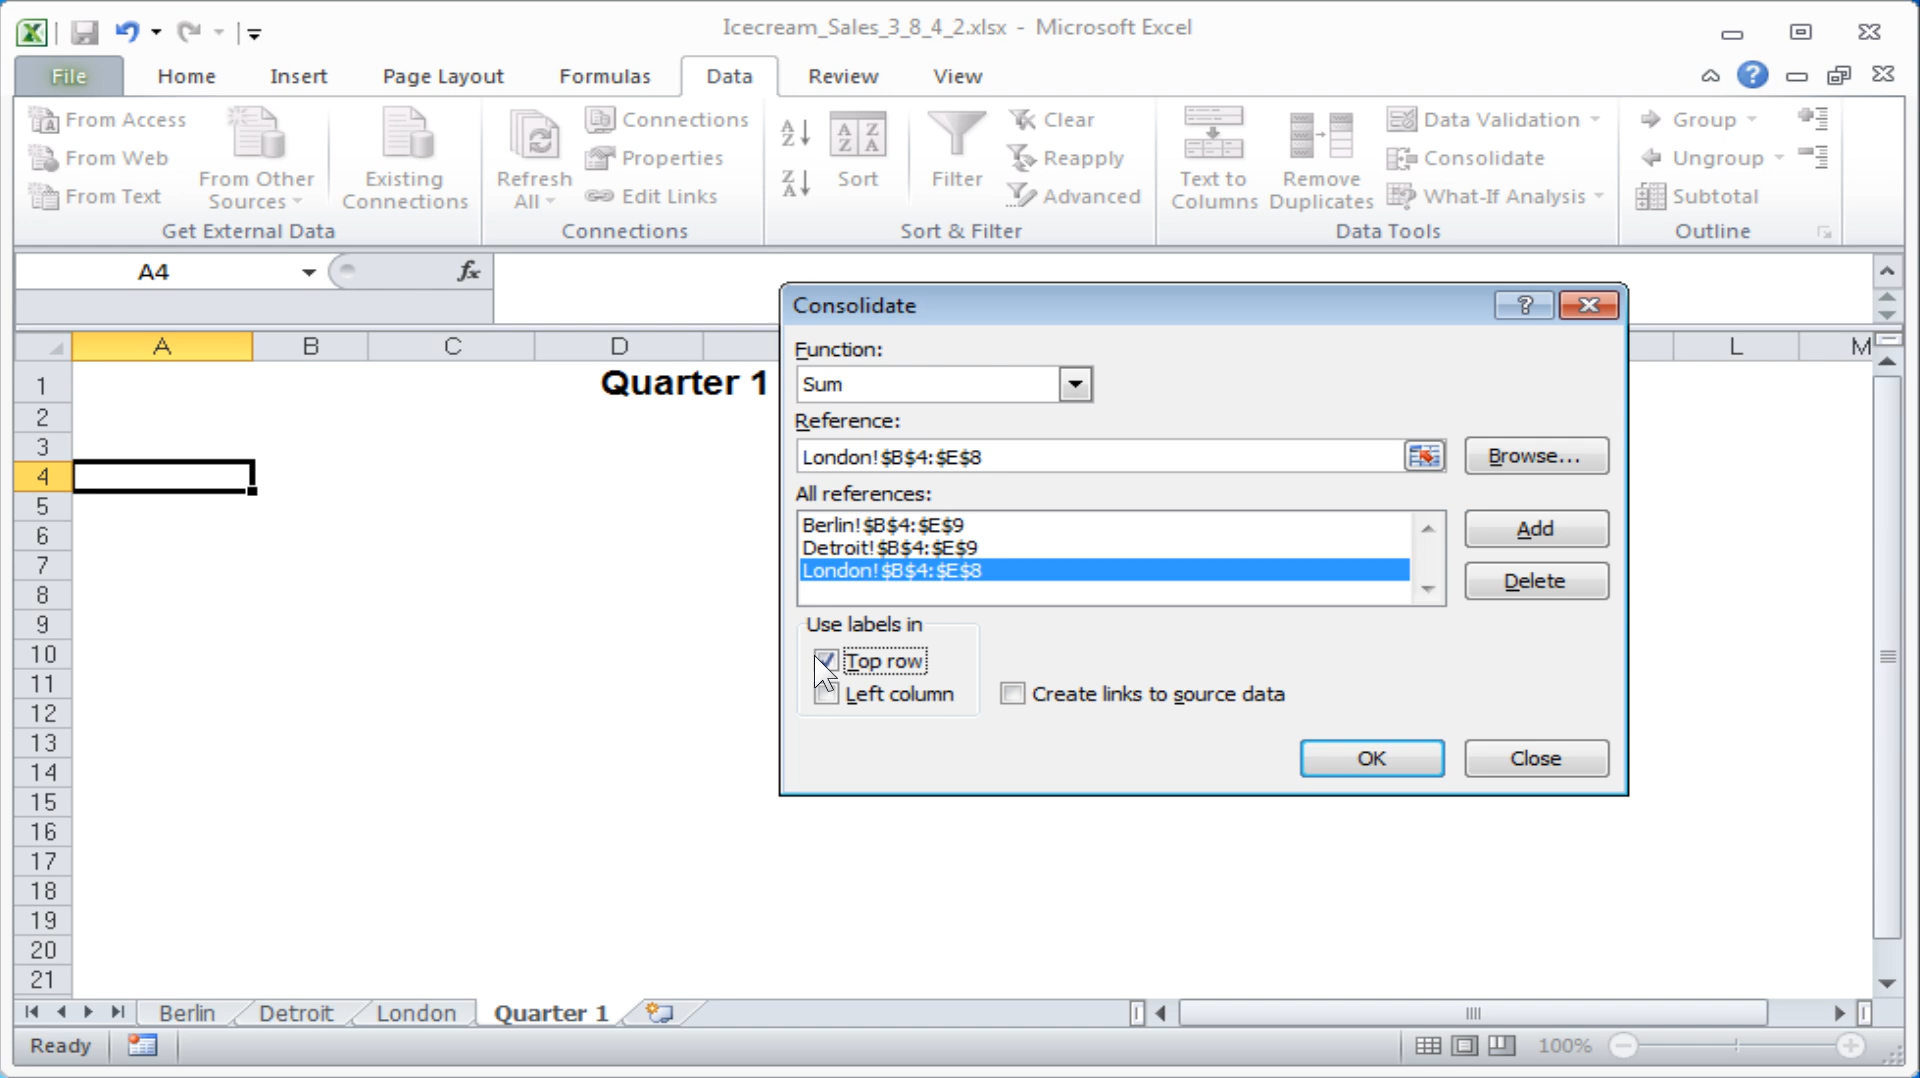 Icecream_Sales_3_8_4_2.xlsx - Microsoft Excel
File Home Insert Page Layout Formulas Data Review View
From Access
From Web
From Text
From Other Sources
Existing Connections
Get External Data
Refresh All
Connections
Properties
Edit Links
Connections
Sort
Filter
Clear
Reapply
Advanced
Sort & Filter
Text to Columns
Remove Duplicates
Data Validation
Consolidate
What-If Analysis
Data Tools
Group
Ungroup
Subtotal
Outline
A4 fx
A B C D L M
1 Quarter 1
2
3
4
5
6
7
8
9
10
11
12
13
14
15
16
17
18
19
20
21
Consolidate
Function:
Sum
Reference:
London!$B$4:$E$8 Browse...
All references:
Berlin!$B$4:$E$9
Detroit!$B$4:$E$9
London!$B$4:$E$8
Add
Delete
Use labels in
Top row
Left column Create links to source data
OK Close
Berlin Detroit London Quarter 1
Ready 100%